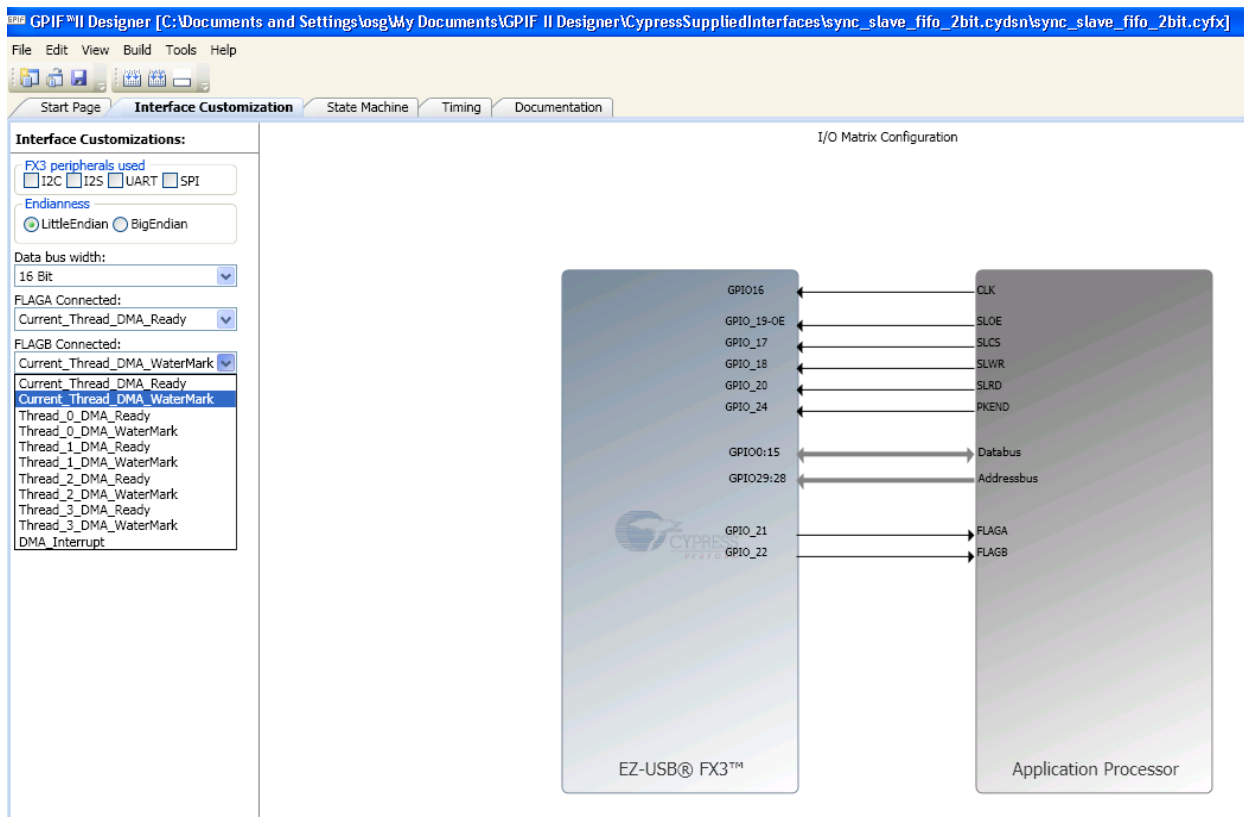 GPIF™II Designer [C:\Documents and Settings\osg\My Documents\GPIF II Designer\CypressSuppliedInterfaces\sync_slave_fifo_2bit.cydsn\sync_slave_fifo_2bit.cyfx]
File Edit View Build Tools Help
Start Page Interface Customization State Machine Timing Documentation
Interface Customizations:
FX3 peripherals used
I2C I2S UART SPI
Endianness
LittleEndian BigEndian
Data bus width:
16 Bit
FLAGA Connected:
Current_Thread_DMA_Ready
FLAGB Connected:
Current_Thread_DMA_WaterMark
Current_Thread_DMA_Ready
Current_Thread_DMA_WaterMark
Thread_0_DMA_Ready
Thread_0_DMA_WaterMark
Thread_1_DMA_Ready
Thread_1_DMA_WaterMark
Thread_2_DMA_Ready
Thread_2_DMA_WaterMark
Thread_3_DMA_Ready
Thread_3_DMA_WaterMark
DMA_Interrupt
I/O Matrix Configuration
GPIO16 CLK
GPIO_19-OE SLOE
GPIO_17 SLCS
GPIO_18 SLWR
GPIO_20 SLRD
GPIO_24 PKEND
GPIO0:15 Databus
GPIO29:28 Addressbus
GPIO_21 FLAGA
CYPRESS
GPIO_22 FLAGB
EZ-USB® FX3™ Application Processor